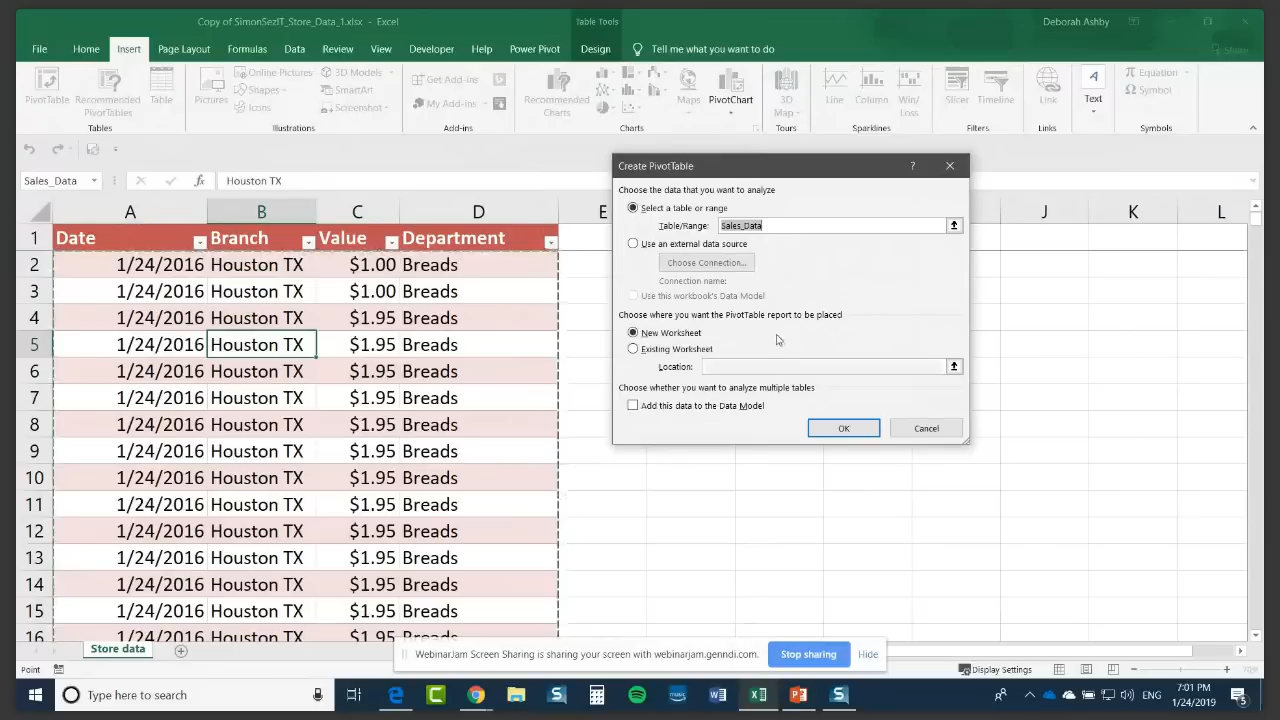 Copy of SimonSezIT_Store_Data_1.xlsx - Excel
Table Tools
Deborah Ashby
File Home Insert Page Layout Formulas Data Review View Developer Help Power Pivot Design Tell me what you want to do Share
PivotTable Recommended PivotTables Table Pictures Online Pictures Shapes Icons 3D Models SmartArt Screenshot Get Add-ins My Add-ins Recommended Charts Maps PivotChart 3D Map Line Column Win/Loss Slicer Timeline Link Text Equation Symbol
Tables Illustrations Add-ins Charts Tours Sparklines Filters Links Symbols
Sales_Data fx Houston TX
A B C D E J K L
1 Date Branch Value Department
2 1/24/2016 Houston TX $1.00 Breads
3 1/24/2016 Houston TX $1.00 Breads
4 1/24/2016 Houston TX $1.95 Breads
5 1/24/2016 Houston TX $1.95 Breads
6 1/24/2016 Houston TX $1.95 Breads
7 1/24/2016 Houston TX $1.95 Breads
8 1/24/2016 Houston TX $1.95 Breads
9 1/24/2016 Houston TX $1.95 Breads
10 1/24/2016 Houston TX $1.95 Breads
11 1/24/2016 Houston TX $1.95 Breads
12 1/24/2016 Houston TX $1.95 Breads
13 1/24/2016 Houston TX $1.95 Breads
14 1/24/2016 Houston TX $1.95 Breads
15 1/24/2016 Houston TX $1.95 Breads
16 1/24/2016 Houston TX $1.95 Breads
Create PivotTable ?
Choose the data that you want to analyze
Select a table or range
Table/Range: Sales_Data
Use an external data source
Choose Connection...
Connection name:
Use this workbook's Data Model
Choose where you want the PivotTable report to be placed
New Worksheet
Existing Worksheet
Location:
Choose whether you want to analyze multiple tables
Add this data to the Data Model
OK Cancel
Store data
WebinarJam Screen Sharing is sharing your screen with webinarjam.genndi.com. Stop sharing Hide
Point Display Settings
Type here to search
ENG
7:01 PM
1/24/2019
5